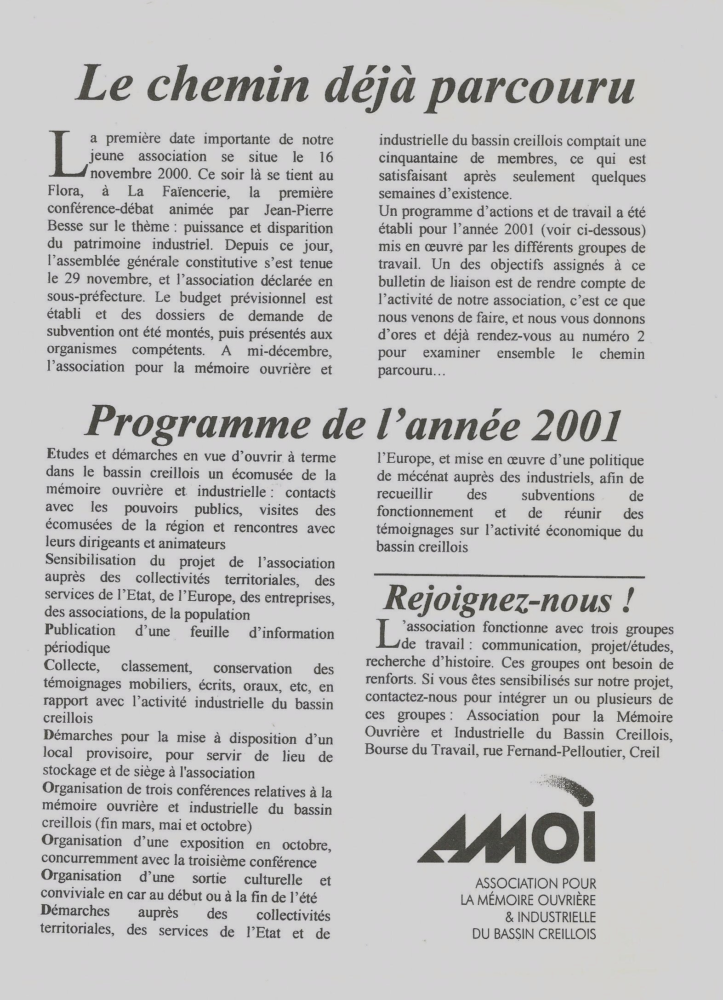 Le chemin déjà parcouru
La première date importante de notre
jeune association se situe le 16
novembre 2000. Ce soir là se tient au
Flora, à La Faïencerie, la première
conférence-débat animée par Jean-Pierre
Besse sur le thème : puissance et disparition
du patrimoine industriel. Depuis ce jour,
l’assemblée générale constitutive s’est tenue
le 29 novembre, et l’association déclarée en
sous-préfecture. Le budget prévisionnel est
établi et des dossiers de demande de
subvention ont été montés, puis présentés aux
organismes compétents. A mi-décembre,
l’association pour la mémoire ouvrière et
industrielle du bassin creillois comptait une
cinquantaine de membres, ce qui est
satisfaisant après seulement quelques
semaines d’existence.
Un programme d’actions et de travail a été
établi pour l’année 2001 (voir ci-dessous)
mis en œuvre par les différents groupes de
travail. Un des objectifs assignés à ce
bulletin de liaison est de rendre compte de
l’activité de notre association, c’est ce que
nous venons de faire, et nous vous donnons
d’ores et déjà rendez-vous au numéro 2
pour examiner ensemble le chemin
parcouru…
Programme de l’année 2001
Etudes et démarches en vue d’ouvrir à terme
dans le bassin creillois un écomusée de la
mémoire ouvrière et industrielle : contacts
avec les pouvoirs publics, visites des
écomusées de la région et rencontres avec
leurs dirigeants et animateurs
Sensibilisation du projet de l’association
auprès des collectivités territoriales, des
services de l’Etat, de l’Europe, des entreprises,
des associations, de la population
Publication d’une feuille d’information
périodique
Collecte, classement, conservation des
témoignages mobiliers, écrits, oraux, etc, en
rapport avec l’activité industrielle du bassin
creillois
Démarches pour la mise à disposition d’un
local provisoire, pour servir de lieu de
stockage et de siège à l'association
Organisation de trois conférences relatives à la
mémoire ouvrière et industrielle du bassin
creillois (fin mars, mai et octobre)
Organisation d’une exposition en octobre,
concurremment avec la troisième conférence
Organisation d’une sortie culturelle et
conviviale en car au début ou à la fin de l’été
Démarches auprès des collectivités
territoriales, des services de l’Etat et de
l’Europe, et mise en œuvre d’une politique
de mécénat auprès des industriels, afin de
recueillir des subventions de
fonctionnement et de réunir des
témoignages sur l’activité économique du
bassin creillois
Rejoignez-nous !
L’association fonctionne avec trois groupes
de travail : communication, projet/études,
recherche d’histoire. Ces groupes ont besoin de
renforts. Si vous êtes sensibilisés sur notre projet,
contactez-nous pour intégrer un ou plusieurs de
ces groupes : Association pour la Mémoire
Ouvrière et Industrielle du Bassin Creillois,
Bourse du Travail, rue Fernand-Pelloutier, Creil
AMOI
ASSOCIATION POUR
LA MÉMOIRE OUVRIÈRE
& INDUSTRIELLE
DU BASSIN CREILLOIS